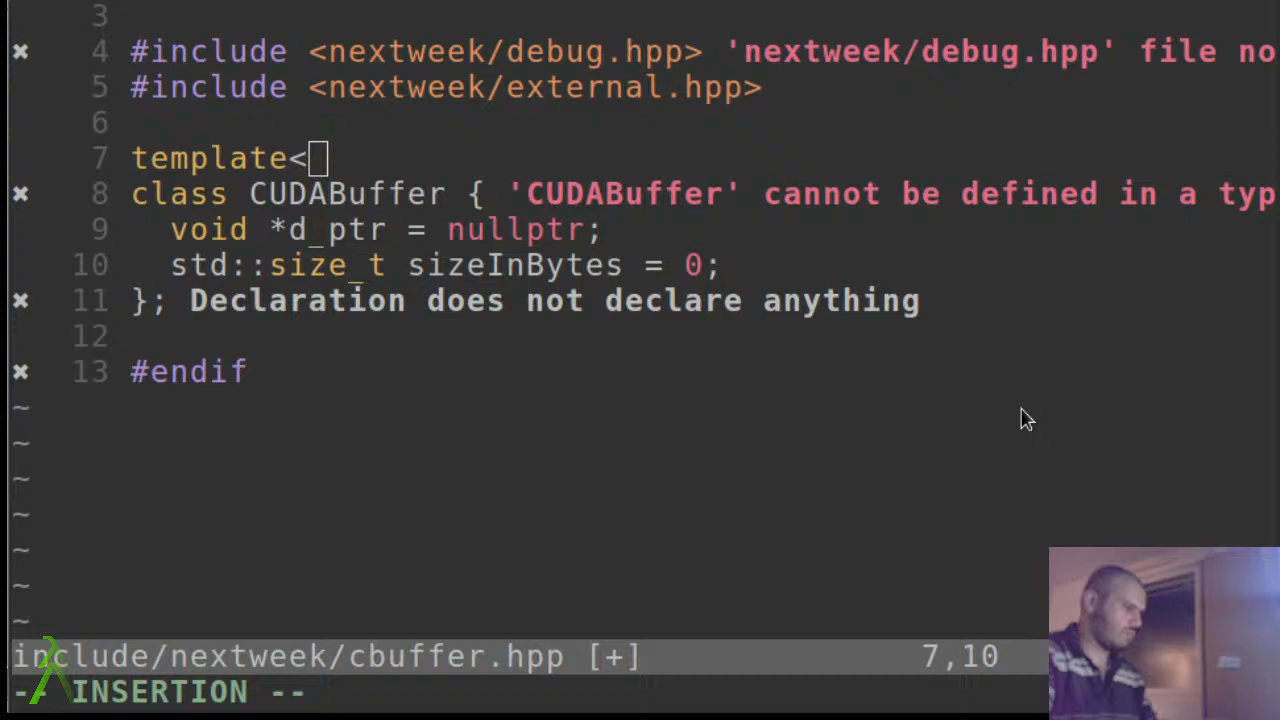 3
✖ 4 #include <nextweek/debug.hpp> 'nextweek/debug.hpp' file no
5 #include <nextweek/external.hpp>
6
7 template<
✖ 8 class CUDABuffer { 'CUDABuffer' cannot be defined in a typ
9 void *d_ptr = nullptr;
10 std::size_t sizeInBytes = 0;
✖ 11 }; Declaration does not declare anything
12
✖ 13 #endif
~
~
~
~
~
~
~
include/nextweek/cbuffer.hpp [+] 7,10
-- INSERTION --